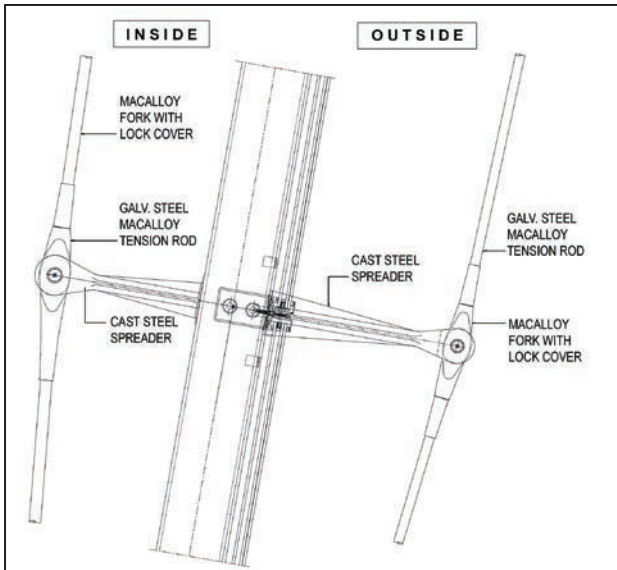 INSIDE
OUTSIDE
MACALLOY
FORK WITH
LOCK COVER
GALV. STEEL
MACALLOY
TENSION ROD
CAST STEEL
SPREADER
CAST STEEL
SPREADER
GALV. STEEL
MACALLOY
TENSION ROD
MACALLOY
FORK WITH
LOCK COVER